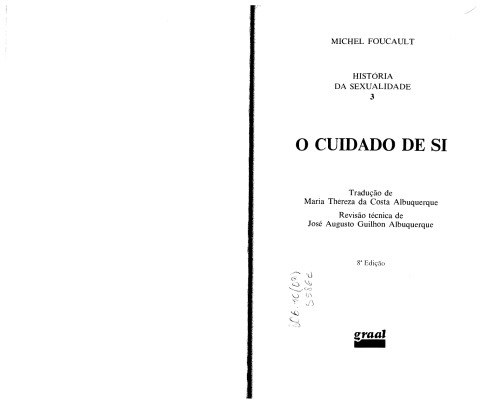 MICHEL FOUCAULT
HISTÓRIA
DA SEXUALIDADE
3
O CUIDADO DE SI
Tradução de
Maria Thereza da Costa Albuquerque
Revisão técnica de
José Augusto Guilhon Albuquerque
8ª Edição
graal